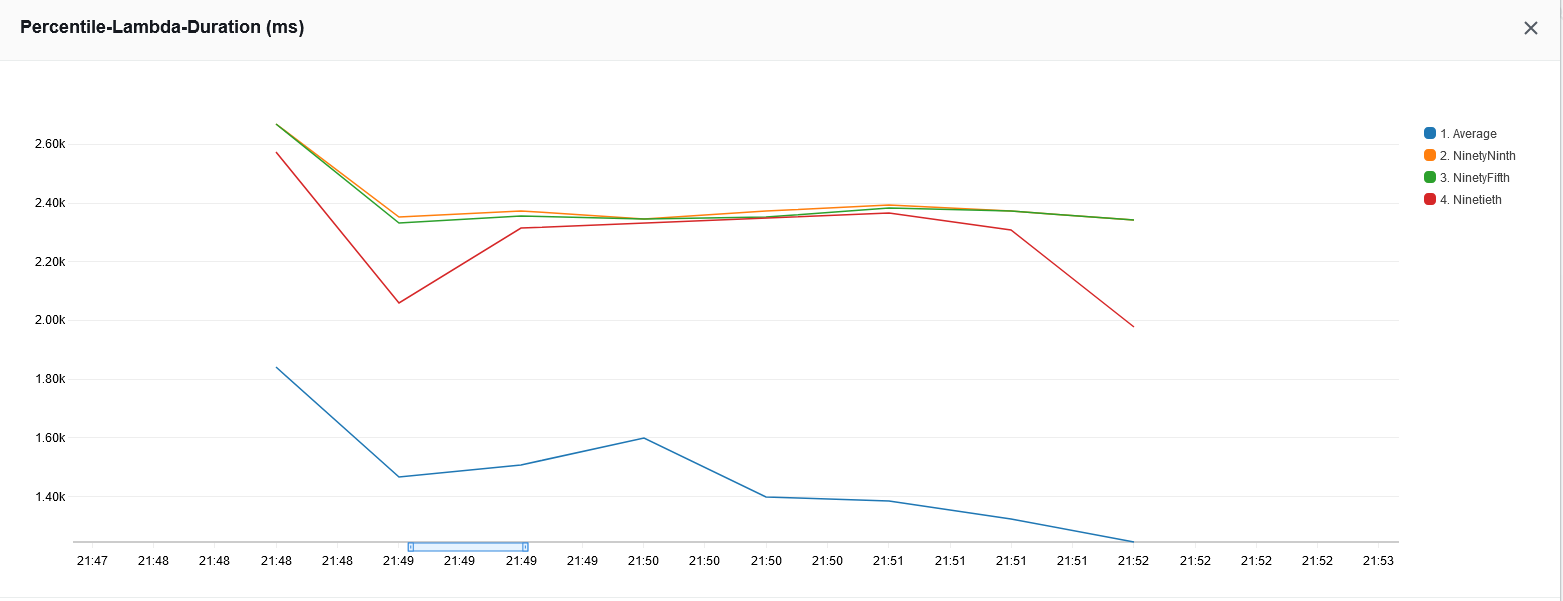 Percentile-Lambda-Duration (ms)
2.60k
2.40k
2.20k
2.00k
1.80k
1.60k
1.40k
21:47 21:48 21:48 21:48 21:48 21:49 21:49 21:49 21:49 21:50 21:50 21:50 21:50 21:51 21:51 21:51 21:51 21:52 21:52 21:52 21:52 21:53
1. Average
2. NinetyNinth
3. NinetyFifth
4. Ninetieth